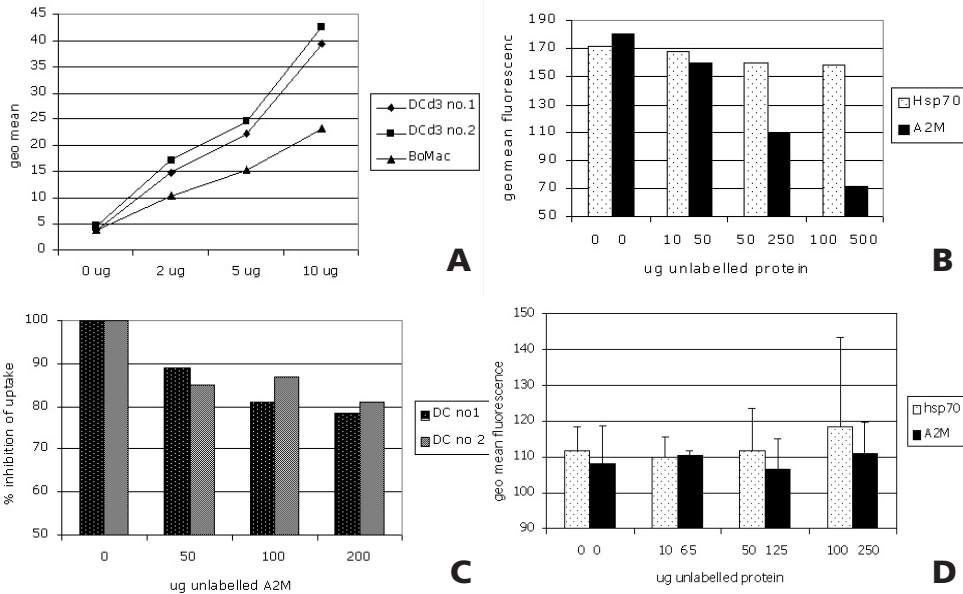 45
40
35
30
25
20
15
10
5
0
geo mean
0 ug 2 ug 5 ug 10 ug
DCd3 no.1
DCd3 no.2
BoMac
A
190
170
150
130
110
90
70
50
geomean fluorescenc
0 0 10 50 50 250 100 500
ug unlabelled protein
Hsp70
A2M
B
100
90
80
70
60
50
% inhibition of uptake
0 50 100 200
ug unlabelled A2M
DC no1
DC no 2
C
150
140
130
120
110
100
90
geo mean fluorescence
0 0 10 65 50 125 100 250
ug unlabelled protein
hsp70
A2M
D